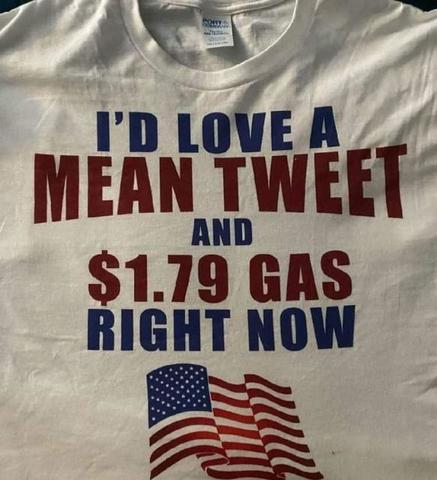 I'D LOVE A
MEAN TWEET
AND
$1.79 GAS
RIGHT NOW